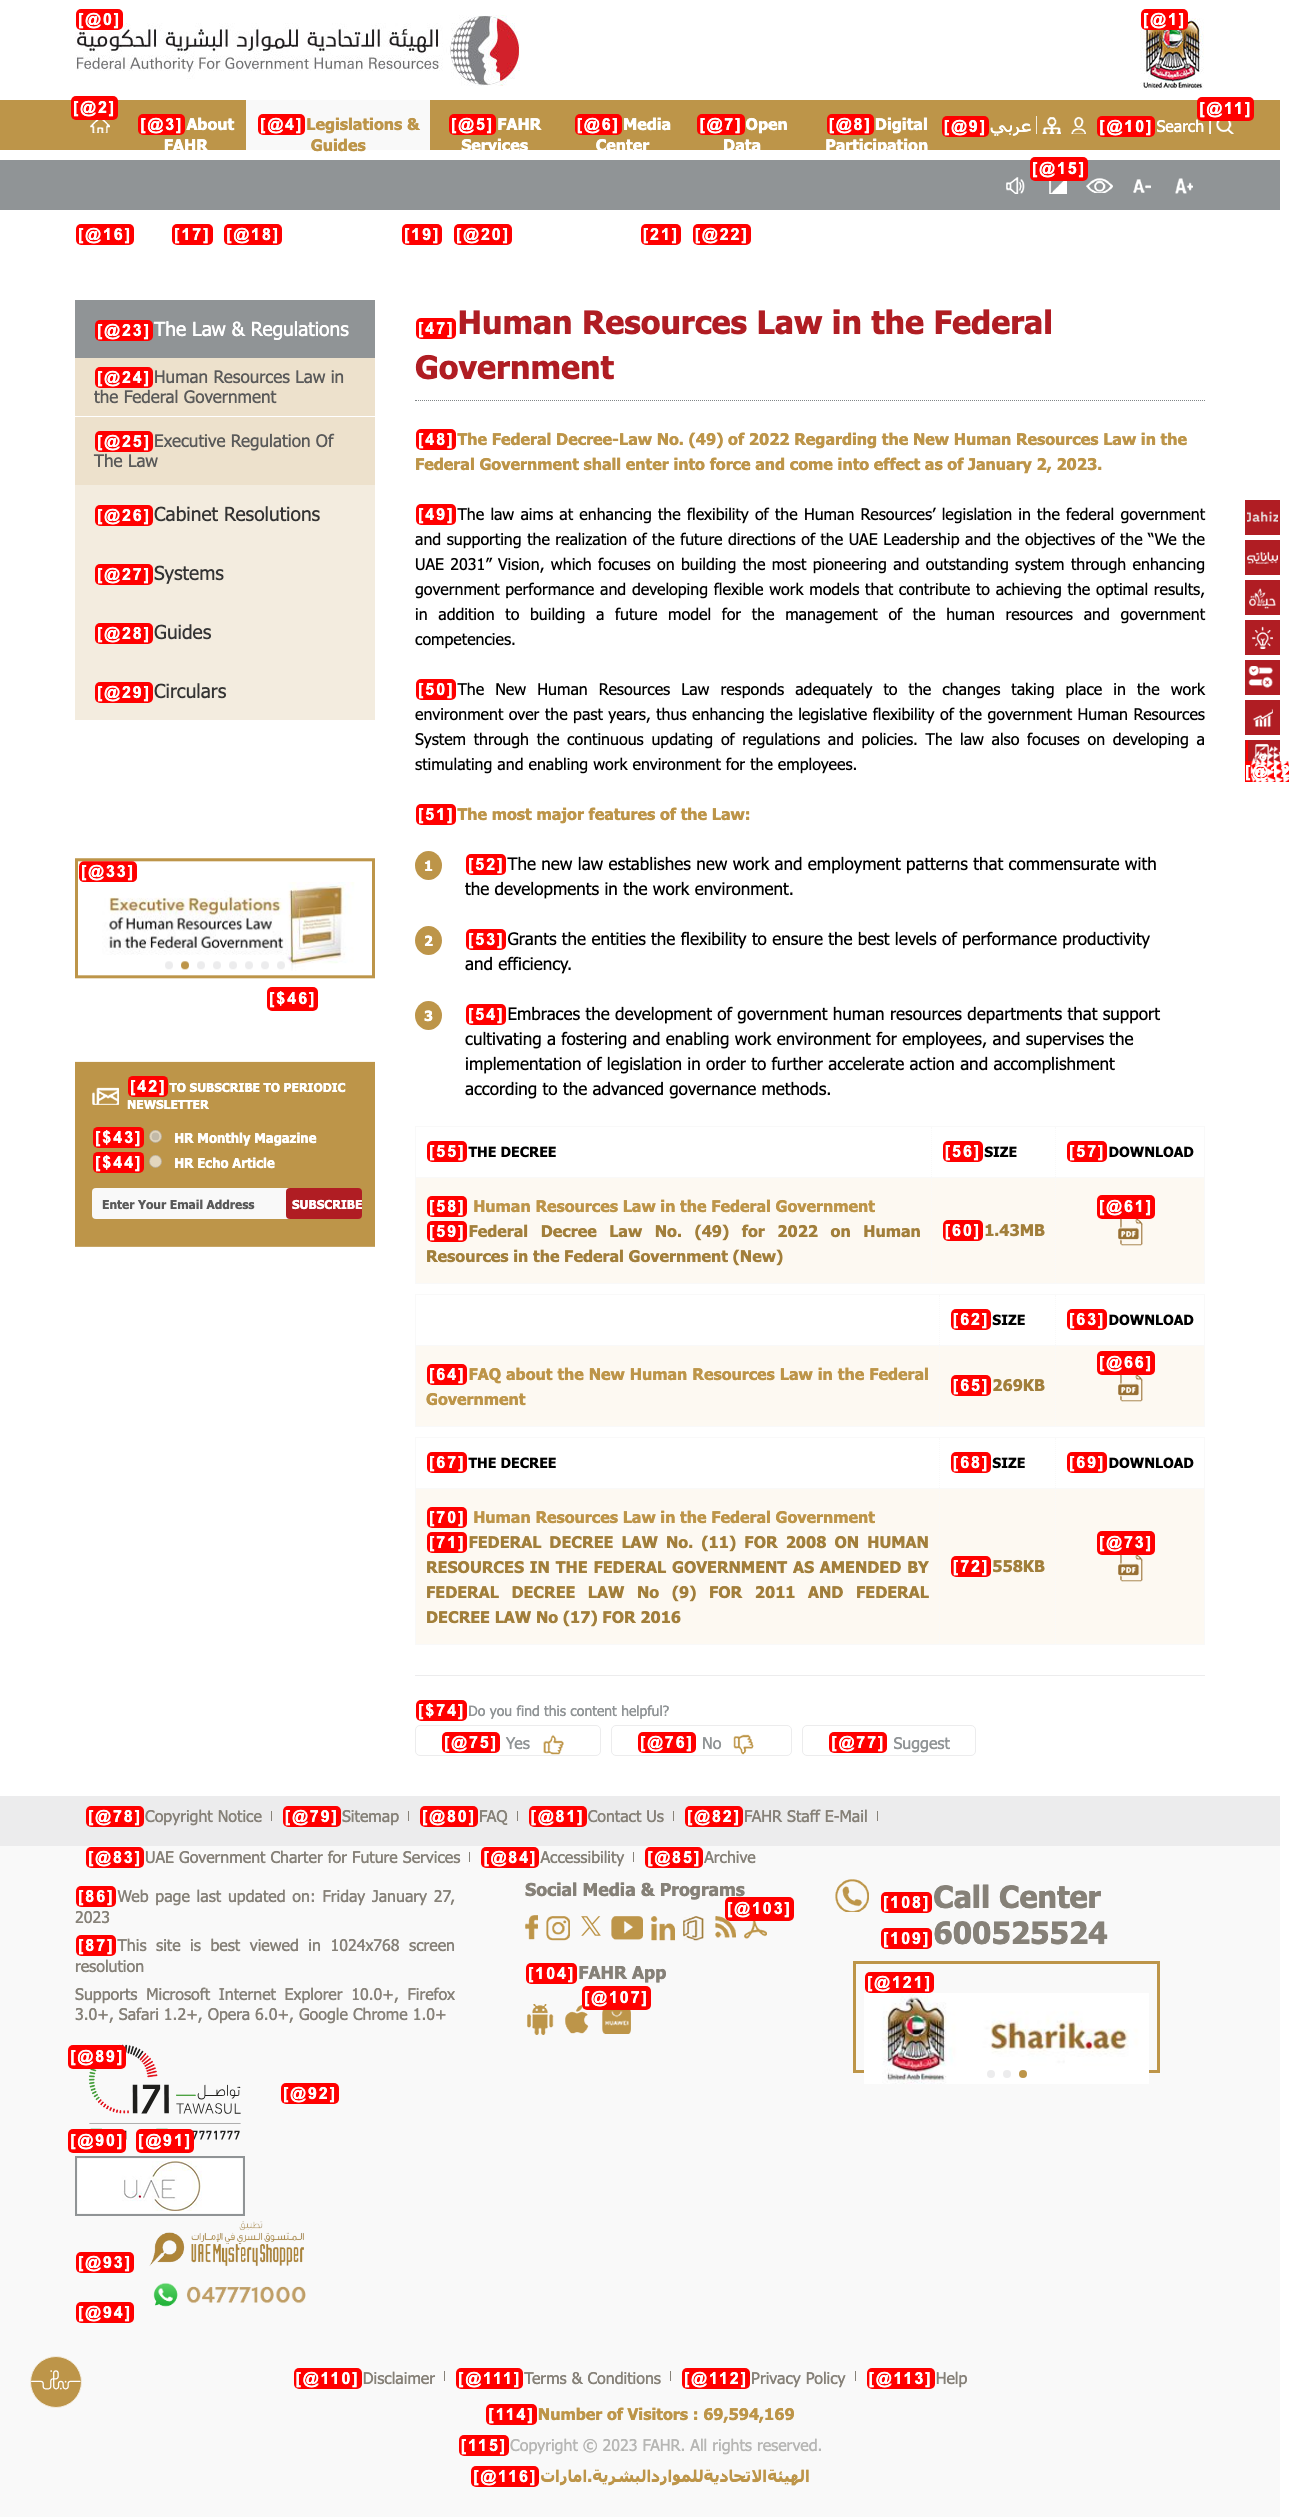 [@0]
الهيئة الاتحادية للموارد البشرية الحكومية
Federal Authority For Government Human Resources
[@1]
United Arab Emirates
[@2]
[@3]About FAHR
[@4]Legislations & Guides
[@5]FAHR Services
[@6]Media Center
[@7]Open Data
[@8]Digital Participation
[@9]عربي
[@10]Search
[@11]
[@15]
A-
A+
[@16] [17] [@18] [19] [@20] [21] [@22]
[@23]The Law & Regulations
[@24]Human Resources Law in
the Federal Government
[@25]Executive Regulation Of
The Law
[@26]Cabinet Resolutions
[@27]Systems
[@28]Guides
[@29]Circulars
[@33]
Executive Regulations
of Human Resources Law
in the Federal Government
[$46]
[42]TO SUBSCRIBE TO PERIODIC
NEWSLETTER
[$43] HR Monthly Magazine
[$44] HR Echo Article
Enter Your Email Address SUBSCRIBE
[47]Human Resources Law in the Federal
Government
[48]The Federal Decree-Law No. (49) of 2022 Regarding the New Human Resources Law in the
Federal Government shall enter into force and come into effect as of January 2, 2023.
[49]The law aims at enhancing the flexibility of the Human Resources’ legislation in the federal government
and supporting the realization of the future directions of the UAE Leadership and the objectives of the “We the
UAE 2031” Vision, which focuses on building the most pioneering and outstanding system through enhancing
government performance and developing flexible work models that contribute to achieving the optimal results,
in addition to building a future model for the management of the human resources and government
competencies.
[50]The New Human Resources Law responds adequately to the changes taking place in the work
environment over the past years, thus enhancing the legislative flexibility of the government Human Resources
System through the continuous updating of regulations and policies. The law also focuses on developing a
stimulating and enabling work environment for the employees.
[51]The most major features of the Law:
1 [52]The new law establishes new work and employment patterns that commensurate with
the developments in the work environment.
2 [53]Grants the entities the flexibility to ensure the best levels of performance productivity
and efficiency.
3 [54]Embraces the development of government human resources departments that support
cultivating a fostering and enabling work environment for employees, and supervises the
implementation of legislation in order to further accelerate action and accomplishment
according to the advanced governance methods.
[55]THE DECREE [56]SIZE [57]DOWNLOAD
[58] Human Resources Law in the Federal Government
[59]Federal Decree Law No. (49) for 2022 on Human
Resources in the Federal Government (New)
[60]1.43MB
[@61]
PDF
[62]SIZE [63]DOWNLOAD
[64]FAQ about the New Human Resources Law in the Federal
Government
[65]269KB
[@66]
PDF
[67]THE DECREE [68]SIZE [69]DOWNLOAD
[70] Human Resources Law in the Federal Government
[71]FEDERAL DECREE LAW No. (11) FOR 2008 ON HUMAN
RESOURCES IN THE FEDERAL GOVERNMENT AS AMENDED BY
FEDERAL DECREE LAW No (9) FOR 2011 AND FEDERAL
DECREE LAW No (17) FOR 2016
[72]558KB
[@73]
PDF
[$74]Do you find this content helpful?
[@75] Yes [@76] No [@77] Suggest
Jahiz
بياناتي
حياة
[@78]Copyright Notice [@79]Sitemap [@80]FAQ [@81]Contact Us [@82]FAHR Staff E-Mail
[@83]UAE Government Charter for Future Services [@84]Accessibility [@85]Archive
[86]Web page last updated on: Friday January 27,
2023
[87]This site is best viewed in 1024x768 screen
resolution
Supports Microsoft Internet Explorer 10.0+, Firefox
3.0+, Safari 1.2+, Opera 6.0+, Google Chrome 1.0+
Social Media & Programs
[@103]
[104]FAHR App
[@107]
HUAWEI
[108]Call Center
[109]600525524
[@121]
United Arab Emirates
Sharik.ae
[@89]
171 تواصل
TAWASUL
[@92]
[@90] [@91]7771777
U.AE
[@93]
تطبيق
المتسوق السري في الإمارات
UAE Mystery Shopper
[@94]
047771000
[@110]Disclaimer [@111]Terms & Conditions [@112]Privacy Policy [@113]Help
[114]Number of Visitors : 69,594,169
[115]Copyright © 2023 FAHR. All rights reserved.
[@116]الهيئةالاتحاديةللمواردالبشرية.امارات